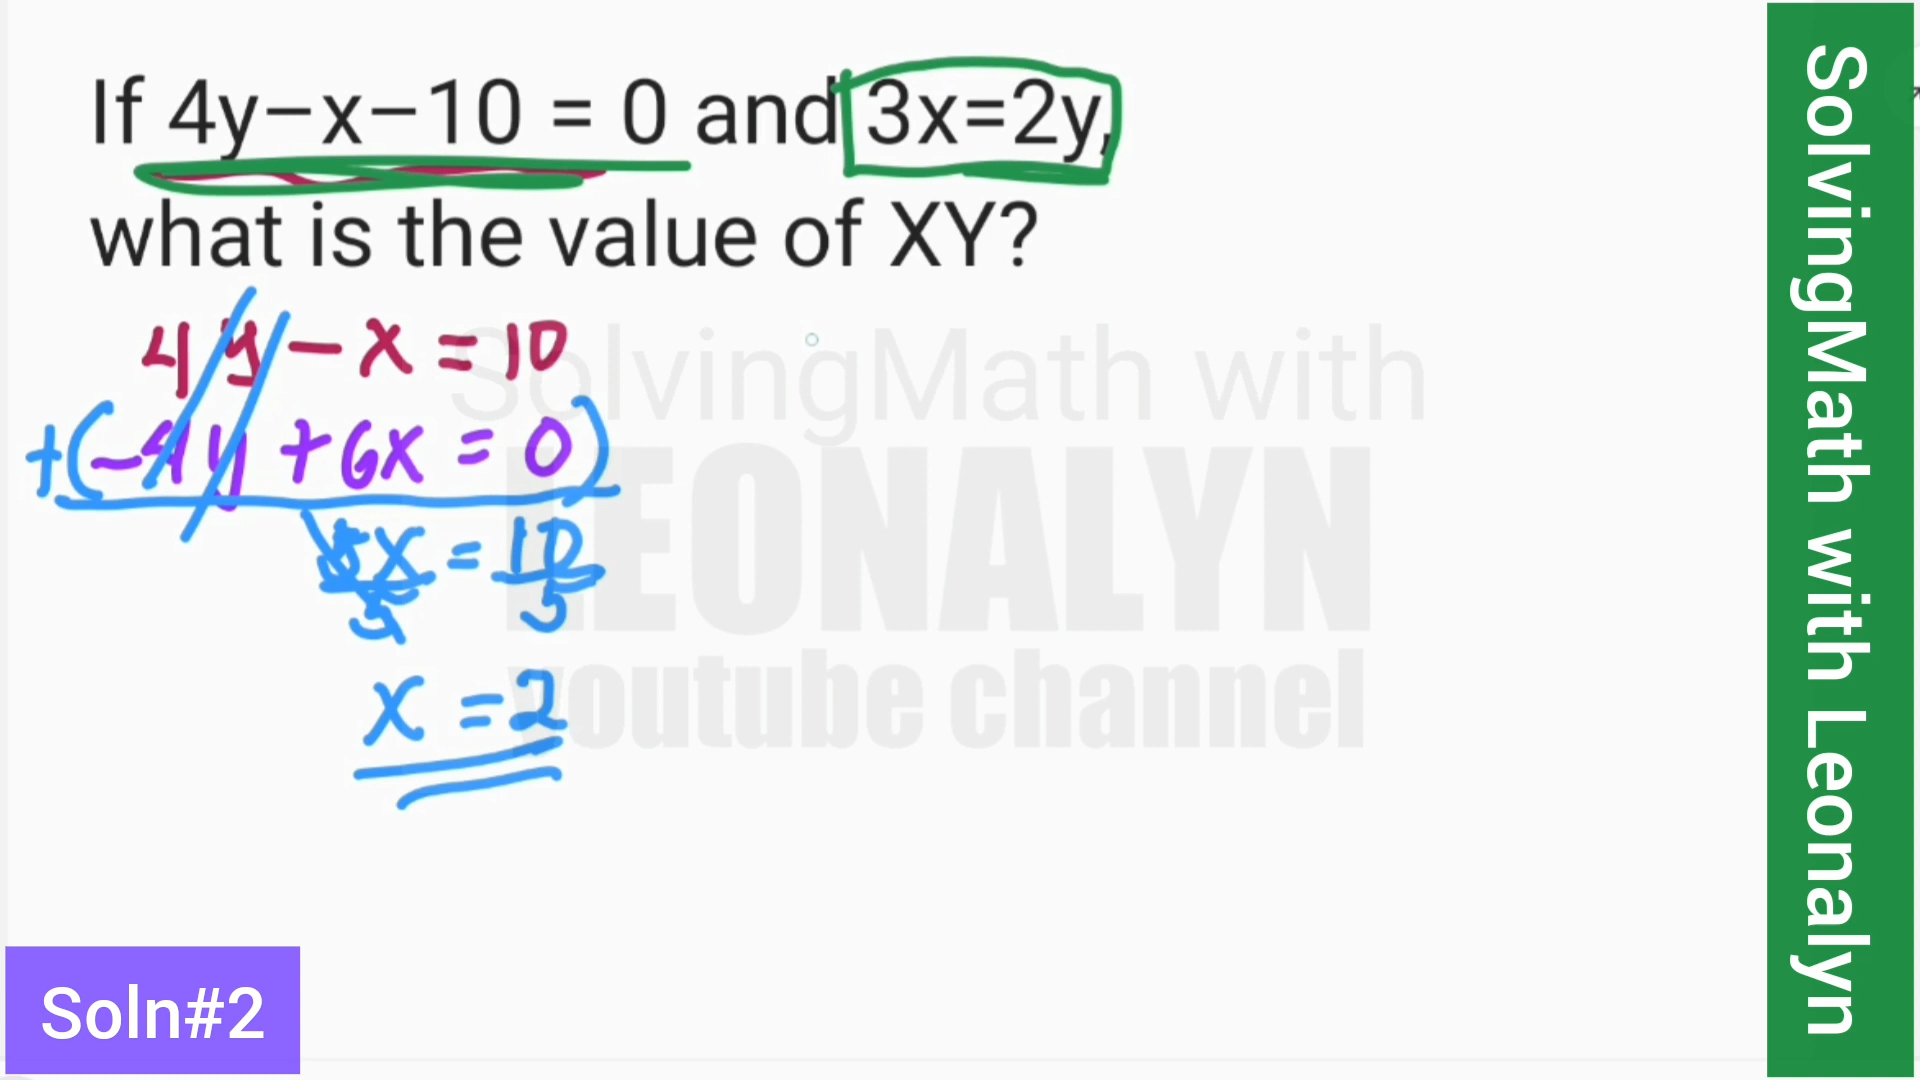 If 4y–x–10 = 0 and 3x=2y,
what is the value of XY?
4y – x = 10
+(–4y + 6x = 0)
5x = 10
5 5
x = 2
SolvingMath with
LEONALYN
youtube channel
Soln#2
SolvingMath with Leonalyn